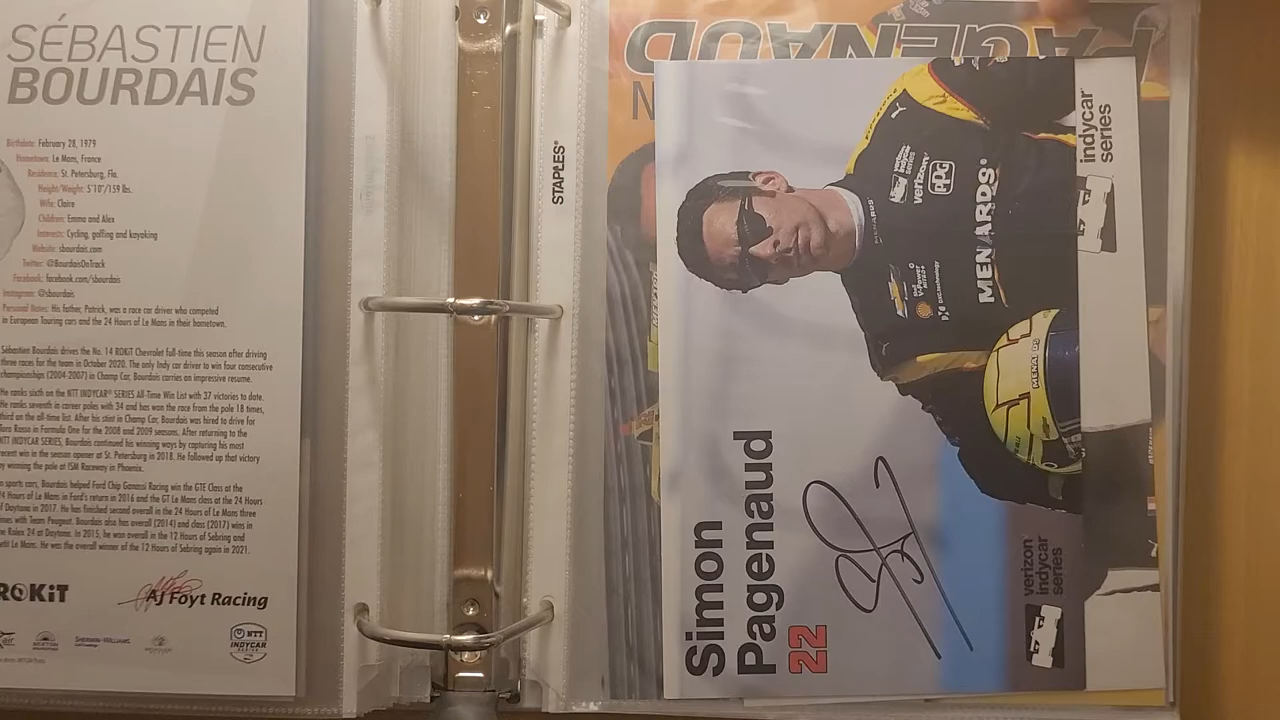 SÉBASTIEN
BOURDAIS
Birthdate: February 28, 1979
Hometown: Le Mans, France
Residence: St. Petersburg, Fla.
Height/Weight: 5'10"/159 lbs.
Wife: Claire
Children: Emma and Alex
Interests: Cycling, golfing and kayaking
Website: sbourdais.com
Twitter: @BourdaisOnTrack
Facebook: facebook.com/sbourdais
Instagram: @sbourdais
Personal Notes: His father, Patrick, was a race car driver who competed
in European Touring cars and the 24 Hours of Le Mans in their hometown.
Sébastien Bourdais drives the No. 14 ROKiT Chevrolet full-time this season after driving
three races for the team in October 2020. The only Indy car driver to win four consecutive
championships (2004-2007) in Champ Car, Bourdais carries an impressive resume.
He ranks sixth on the NTT INDYCAR® SERIES All-Time Win List with 37 victories to date.
He ranks seventh in career poles with 34 and has won the race from the pole 18 times,
third on the all-time list. After his stint in Champ Car, Bourdais was hired to drive for
Toro Rosso in Formula One for the 2008 and 2009 seasons. After returning to the
NTT INDYCAR SERIES, Bourdais continued his winning ways by capturing his most
recent win in the season opener at St. Petersburg in 2018. He followed up that victory
by winning the pole at ISM Raceway in Phoenix.
In sports cars, Bourdais helped Ford Chip Ganassi Racing win the GTE Class at the
24 Hours of Le Mans in Ford's return in 2016 and the GT Le Mans class at the 24 Hours
of Daytona in 2017. He has finished second overall in the 24 Hours of Le Mans three
times with Team Peugeot. Bourdais also has overall (2014) and class (2017) wins in
the Rolex 24 at Daytona. In 2015, he won overall in the 12 Hours of Sebring and
Petit Le Mans. He was the overall winner of the 12 Hours of Sebring again in 2021.
ROKiT
AJ Foyt Racing
SHERWIN-WILLIAMS
NTT
INDYCAR
SERIES
STAPLES®
PAGENAUD
N
Simon
Pagenaud
22
verizon
indycar
series
indycar
series
Firestone
verizon
indycar
series
verizon
PPG
MENARDS
MENARDS®
Shell
V-Power
NITRO+
DXC.technology
MENARDS